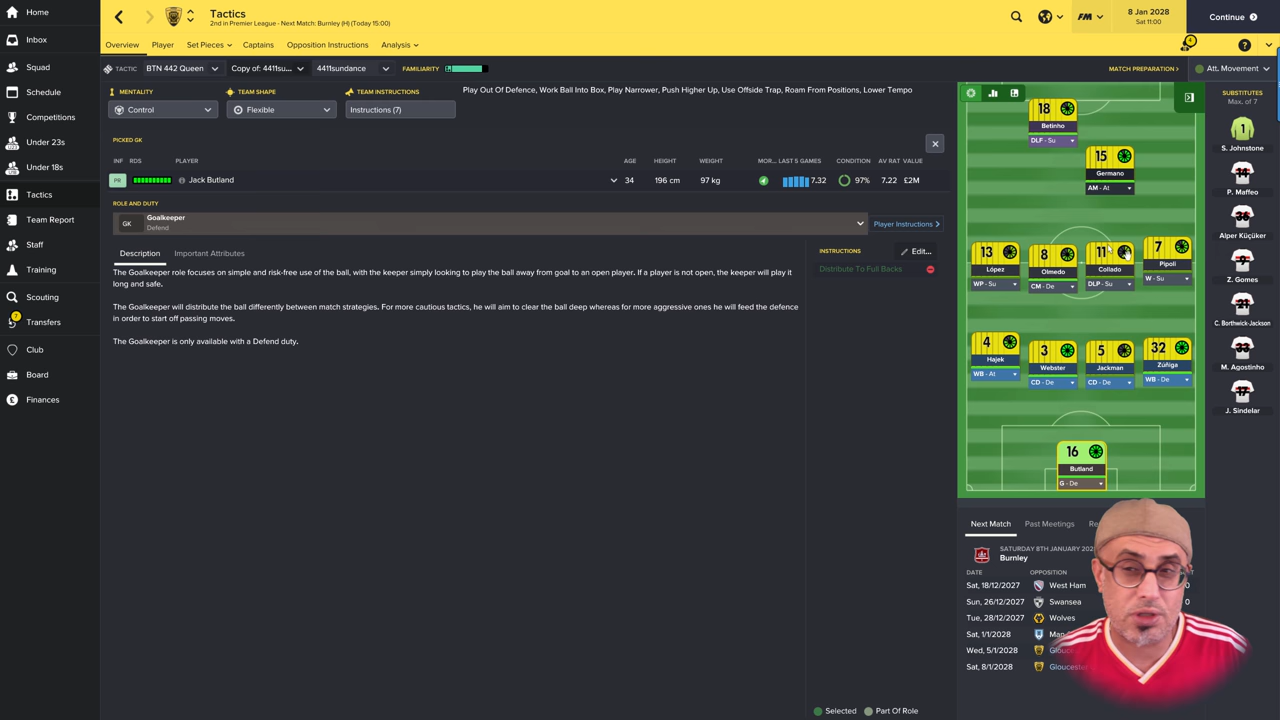 Home
Inbox
Squad
Schedule
Competitions
Under 23s
Under 18s
Tactics
Team Report
Staff
Training
Scouting
7
Transfers
Club
Board
Finances
Tactics
2nd in Premier League - Next Match: Burnley (H) (Today 15:00)
FM
8 Jan 2028
Sat 11:00
Continue
Overview
Player
Set Pieces
Captains
Opposition Instructions
Analysis
?
TACTIC
BTN 442 Queen
Copy of: 4411su...
4411sundance
FAMILIARITY
MATCH PREPARATION >
Att. Movement
MENTALITY
Control
TEAM SHAPE
Flexible
TEAM INSTRUCTIONS
Instructions (7)
Play Out Of Defence, Work Ball Into Box, Play Narrower, Push Higher Up, Use Offside Trap, Roam From Positions, Lower Tempo
PICKED GK
INF
RDS
PLAYER
AGE
HEIGHT
WEIGHT
MOR...
LAST 5 GAMES
CONDITION
AV RAT
VALUE
PR
Jack Butland
34
196 cm
97 kg
7.32
97%
7.22
£2M
ROLE AND DUTY
GK
Goalkeeper
Defend
Player Instructions >
Description
Important Attributes
The Goalkeeper role focuses on simple and risk-free use of the ball, with the keeper simply looking to play the ball away from goal to an open player. If a player is not open, the keeper will play it
long and safe.
The Goalkeeper will distribute the ball differently between match strategies. For more cautious tactics, he will aim to clear the ball deep whereas for more aggressive ones he will feed the defence
in order to start off passing moves.
The Goalkeeper is only available with a Defend duty.
INSTRUCTIONS
Edit...
Distribute To Full Backs
Selected
Part Of Role
18
Betinho
DLF - Su
15
Germano
AM - At
13
López
WP - Su
8
Olmedo
CM - De
11
Collado
DLP - Su
7
Pipoli
W - Su
4
Hajek
WB - At
3
Webster
CD - De
5
Jackman
CD - De
32
Zúñiga
WB - De
16
Butland
G - De
SUBSTITUTES
Max. of 7
1
S. Johnstone
P. Maffeo
Alper Küçüker
Z. Gomes
C. Borthwick-Jackson
33
M. Agostinho
17
J. Sindelar
Next Match
Past Meetings
SATURDAY 8TH JANUARY 202
Burnley
DATE
OPPOSITION
Sat, 18/12/2027
West Ham
0
Sun, 26/12/2027
Swansea
0
Tue, 28/12/2027
Wolves
Sat, 1/1/2028
Wed, 5/1/2028
Sat, 8/1/2028